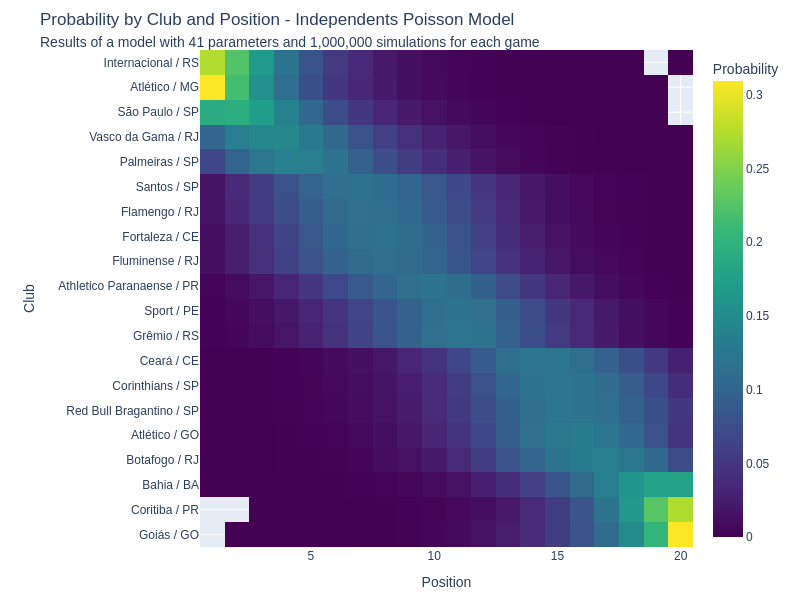 Probability by Club and Position - Independents Poisson Model
Results of a model with 41 parameters and 1,000,000 simulations for each game
Internacional / RS
Atlético / MG
São Paulo / SP
Vasco da Gama / RJ
Palmeiras / SP
Santos / SP
Flamengo / RJ
Fortaleza / CE
Fluminense / RJ
Athletico Paranaense / PR
Sport / PE
Grêmio / RS
Ceará / CE
Corinthians / SP
Red Bull Bragantino / SP
Atlético / GO
Botafogo / RJ
Bahia / BA
Coritiba / PR
Goiás / GO
Club
5
10
15
20
Position
Probability
0.3
0.25
0.2
0.15
0.1
0.05
0